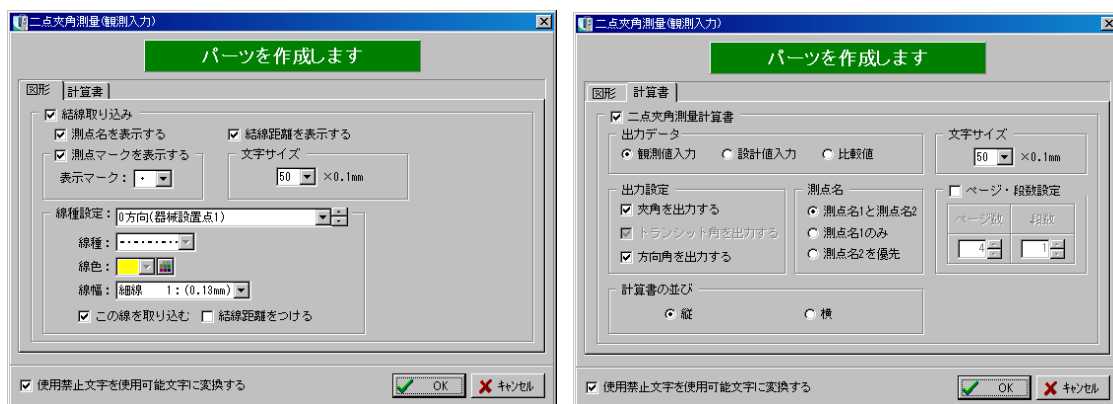 二点夾角測量(観測入力)
パーツを作成します
図形
計算書
結線取り込み
測点名を表示する
結線距離を表示する
測点マークを表示する
文字サイズ
表示マーク：
50
×0.1mm
線種設定：
0方向(器械設置点1)
線種：
線色：
線幅：
細線 1：(0.13mm)
この線を取り込む
結線距離をつける
使用禁止文字を使用可能文字に変換する
OK
キャンセル
二点夾角測量(観測入力)
パーツを作成します
図形
計算書
二点夾角測量計算書
出力データ
観測値入力
設計値入力
比較値
文字サイズ
50
×0.1mm
出力設定
夾角を出力する
トランシット角を出力する
方向角を出力する
測点名
測点名1と測点名2
測点名1のみ
測点名2を優先
ページ・段数設定
ページ数
段数
4
1
計算書の並び
縦
横
使用禁止文字を使用可能文字に変換する
OK
キャンセル